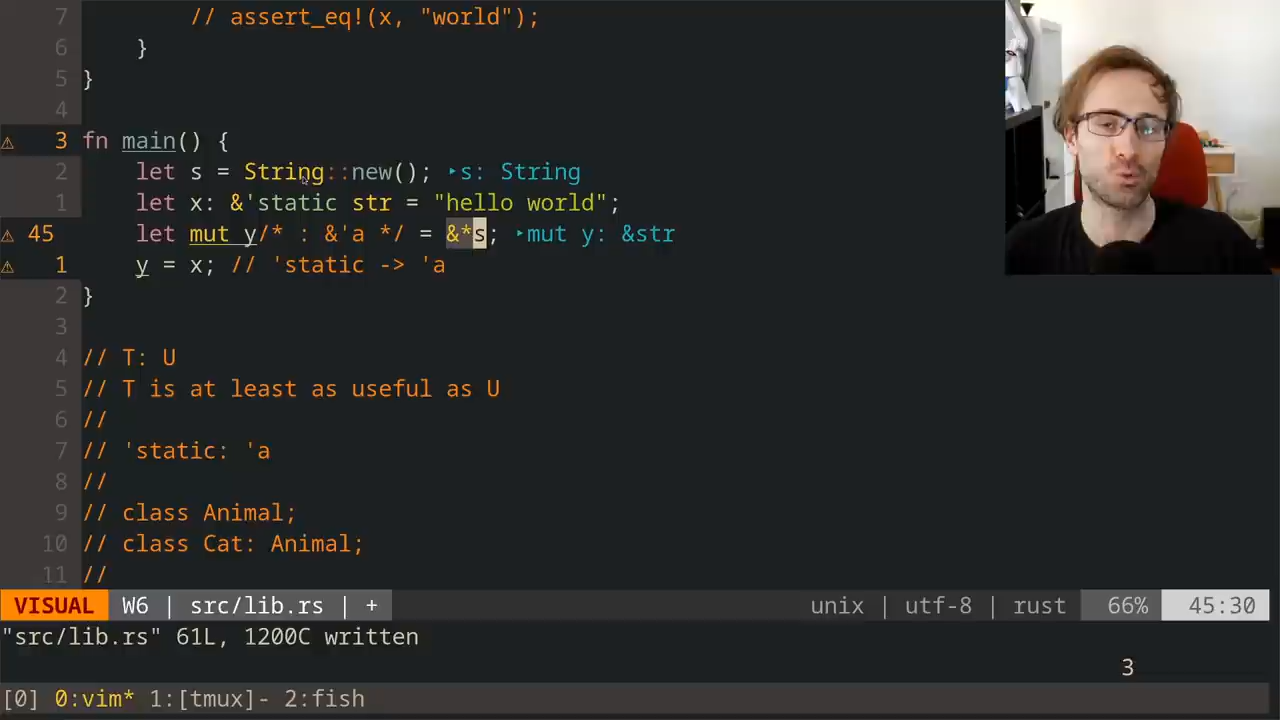 7         // assert_eq!(x, "world");
6     }
5 }
4
⚠ 3 fn main() {
2     let s = String::new(); ‣s: String
1     let x: &'static str = "hello world";
⚠ 45     let mut y/* : &'a */ = &*s; ‣mut y: &str
⚠ 1     y = x; // 'static -> 'a
2 }
3
4 // T: U
5 // T is at least as useful as U
6 //
7 // 'static: 'a
8 //
9 // class Animal;
10 // class Cat: Animal;
11 //
VISUAL W6 | src/lib.rs | + unix | utf-8 | rust 66% 45:30
"src/lib.rs" 61L, 1200C written
3
[0] 0:vim* 1:[tmux]- 2:fish